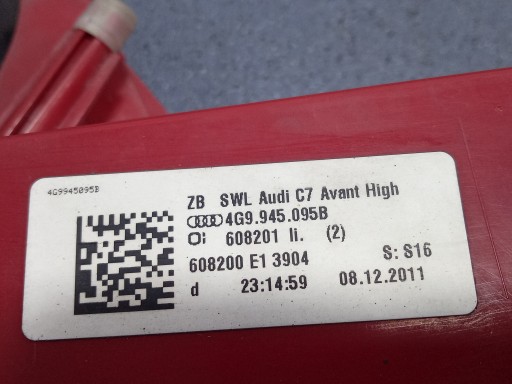 4G9945095B
ZB SWL Audi C7 Avant High
4G9.945.095B
608201 li. (2)
608200 E1 3904 S: S16
d 23:14:59 08.12.2011